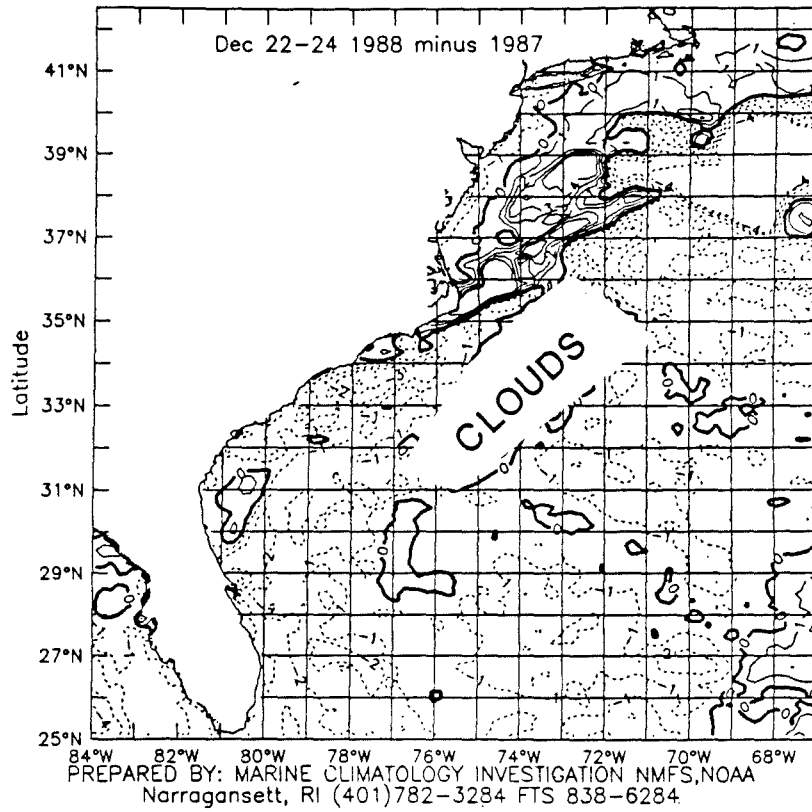 Dec 22-24 1988 minus 1987
41°N
39°N
37°N
35°N
33°N
31°N
29°N
27°N
25°N
Latitude
CLOUDS
84°W 82°W 80°W 78°W 76°W 74°W 72°W 70°W 68°W
PREPARED BY: MARINE CLIMATOLOGY INVESTIGATION NMFS,NOAA
Narragansett, RI (401)782-3284 FTS 838-6284